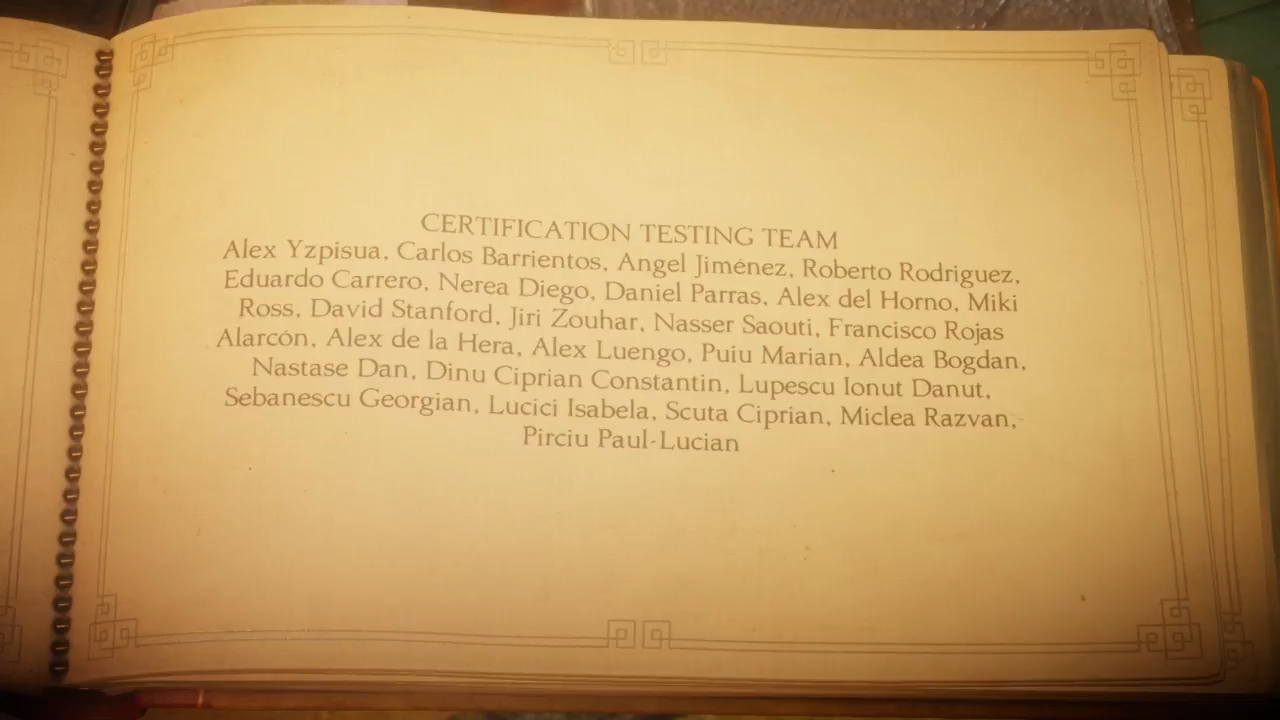 CERTIFICATION TESTING TEAM
Alex Yzpisua, Carlos Barrientos, Angel Jiménez, Roberto Rodriguez,
Eduardo Carrero, Nerea Diego, Daniel Parras, Alex del Horno, Miki
Ross, David Stanford, Jiri Zouhar, Nasser Saouti, Francisco Rojas
Alarcón, Alex de la Hera, Alex Luengo, Puiu Marian, Aldea Bogdan,
Nastase Dan, Dinu Ciprian Constantin, Lupescu Ionut Danut,
Sebanescu Georgian, Lucici Isabela, Scuta Ciprian, Miclea Razvan,
Pirciu Paul-Lucian